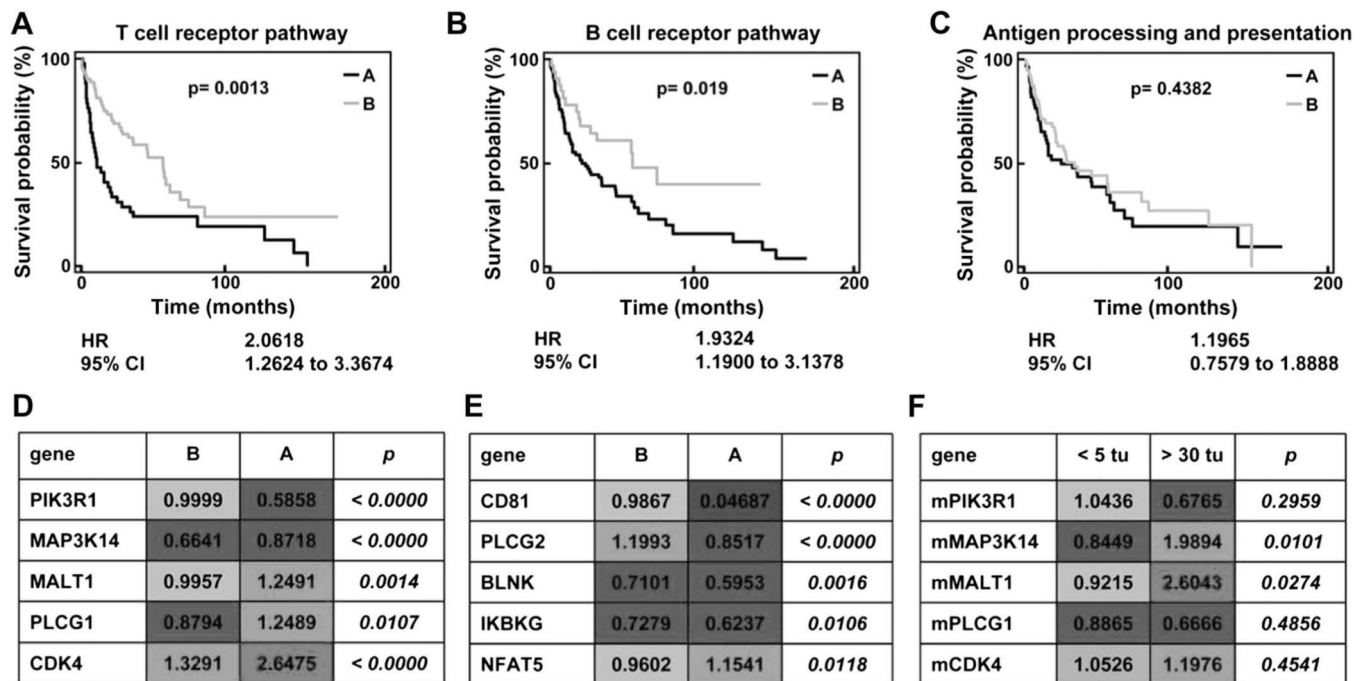 A
T cell receptor pathway
Survival probability (%)
100
50
0
p= 0.0013
A
B
0
100
200
Time (months)
HR 2.0618
95% CI 1.2624 to 3.3674
B
B cell receptor pathway
Survival probability (%)
100
50
0
p= 0.019
A
B
0
100
200
Time (months)
HR 1.9324
95% CI 1.1900 to 3.1378
C
Antigen processing and presentation
Survival probability (%)
100
50
0
p= 0.4382
A
B
0
100
200
Time (months)
HR 1.1965
95% CI 0.7579 to 1.8888
D
gene B A p
PIK3R1 0.9999 0.5858 < 0.0000
MAP3K14 0.6641 0.8718 < 0.0000
MALT1 0.9957 1.2491 0.0014
PLCG1 0.8794 1.2489 0.0107
CDK4 1.3291 2.6475 < 0.0000
E
gene B A p
CD81 0.9867 0.04687 < 0.0000
PLCG2 1.1993 0.8517 < 0.0000
BLNK 0.7101 0.5953 0.0016
IKBKG 0.7279 0.6237 0.0106
NFAT5 0.9602 1.1541 0.0118
F
gene < 5 tu > 30 tu p
mPIK3R1 1.0436 0.6765 0.2959
mMAP3K14 0.8449 1.9894 0.0101
mMALT1 0.9215 2.6043 0.0274
mPLCG1 0.8865 0.6666 0.4856
mCDK4 1.0526 1.1976 0.4541